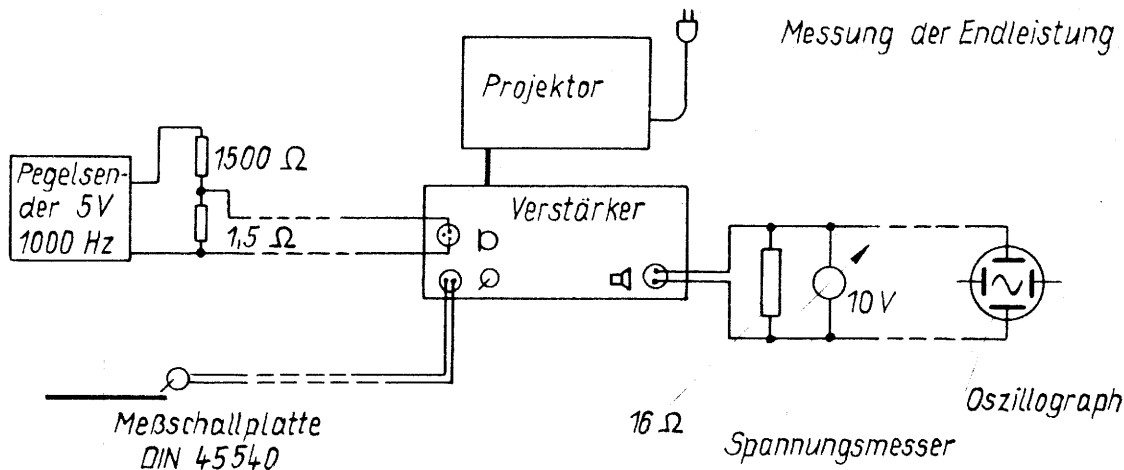 Messung der Endleistung
Projektor
Pegelsen-
der 5V
1000 Hz
1500 Ω
1,5 Ω
Verstärker
10 V
16 Ω
Spannungsmesser
Oszillograph
Meßschallplatte
DIN 45540